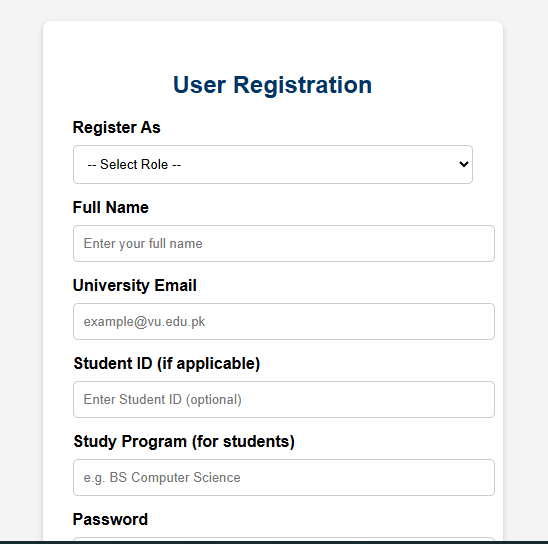 User Registration
Register As
-- Select Role --
Full Name
Enter your full name
University Email
example@vu.edu.pk
Student ID (if applicable)
Enter Student ID (optional)
Study Program (for students)
e.g. BS Computer Science
Password